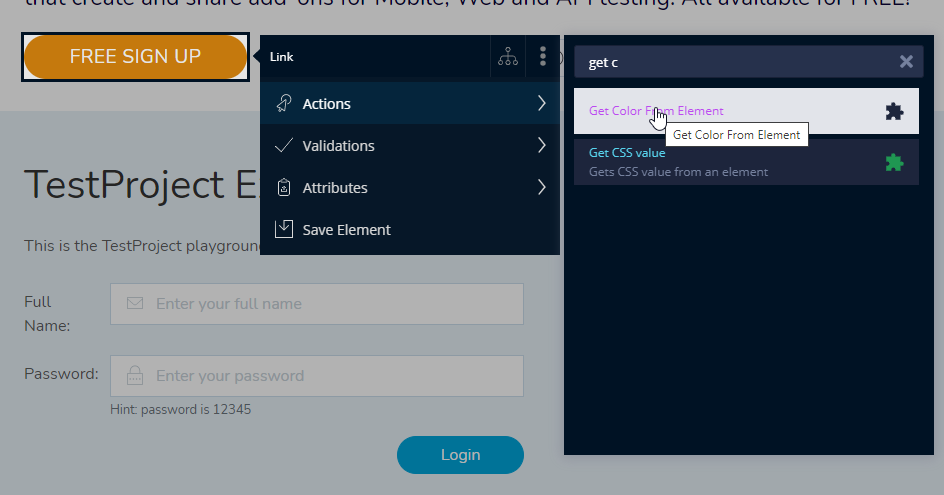 that create and share add-ons for Mobile, Web and API testing. All available for FREE!
FREE SIGN UP
Link
Actions
Validations
Attributes
Save Element
get c
Get Color From Element
Get Color From Element
Get CSS value
Gets CSS value from an element
TestProject E
This is the TestProject playground
Full
Name:
Enter your full name
Password:
Enter your password
Hint: password is 12345
Login